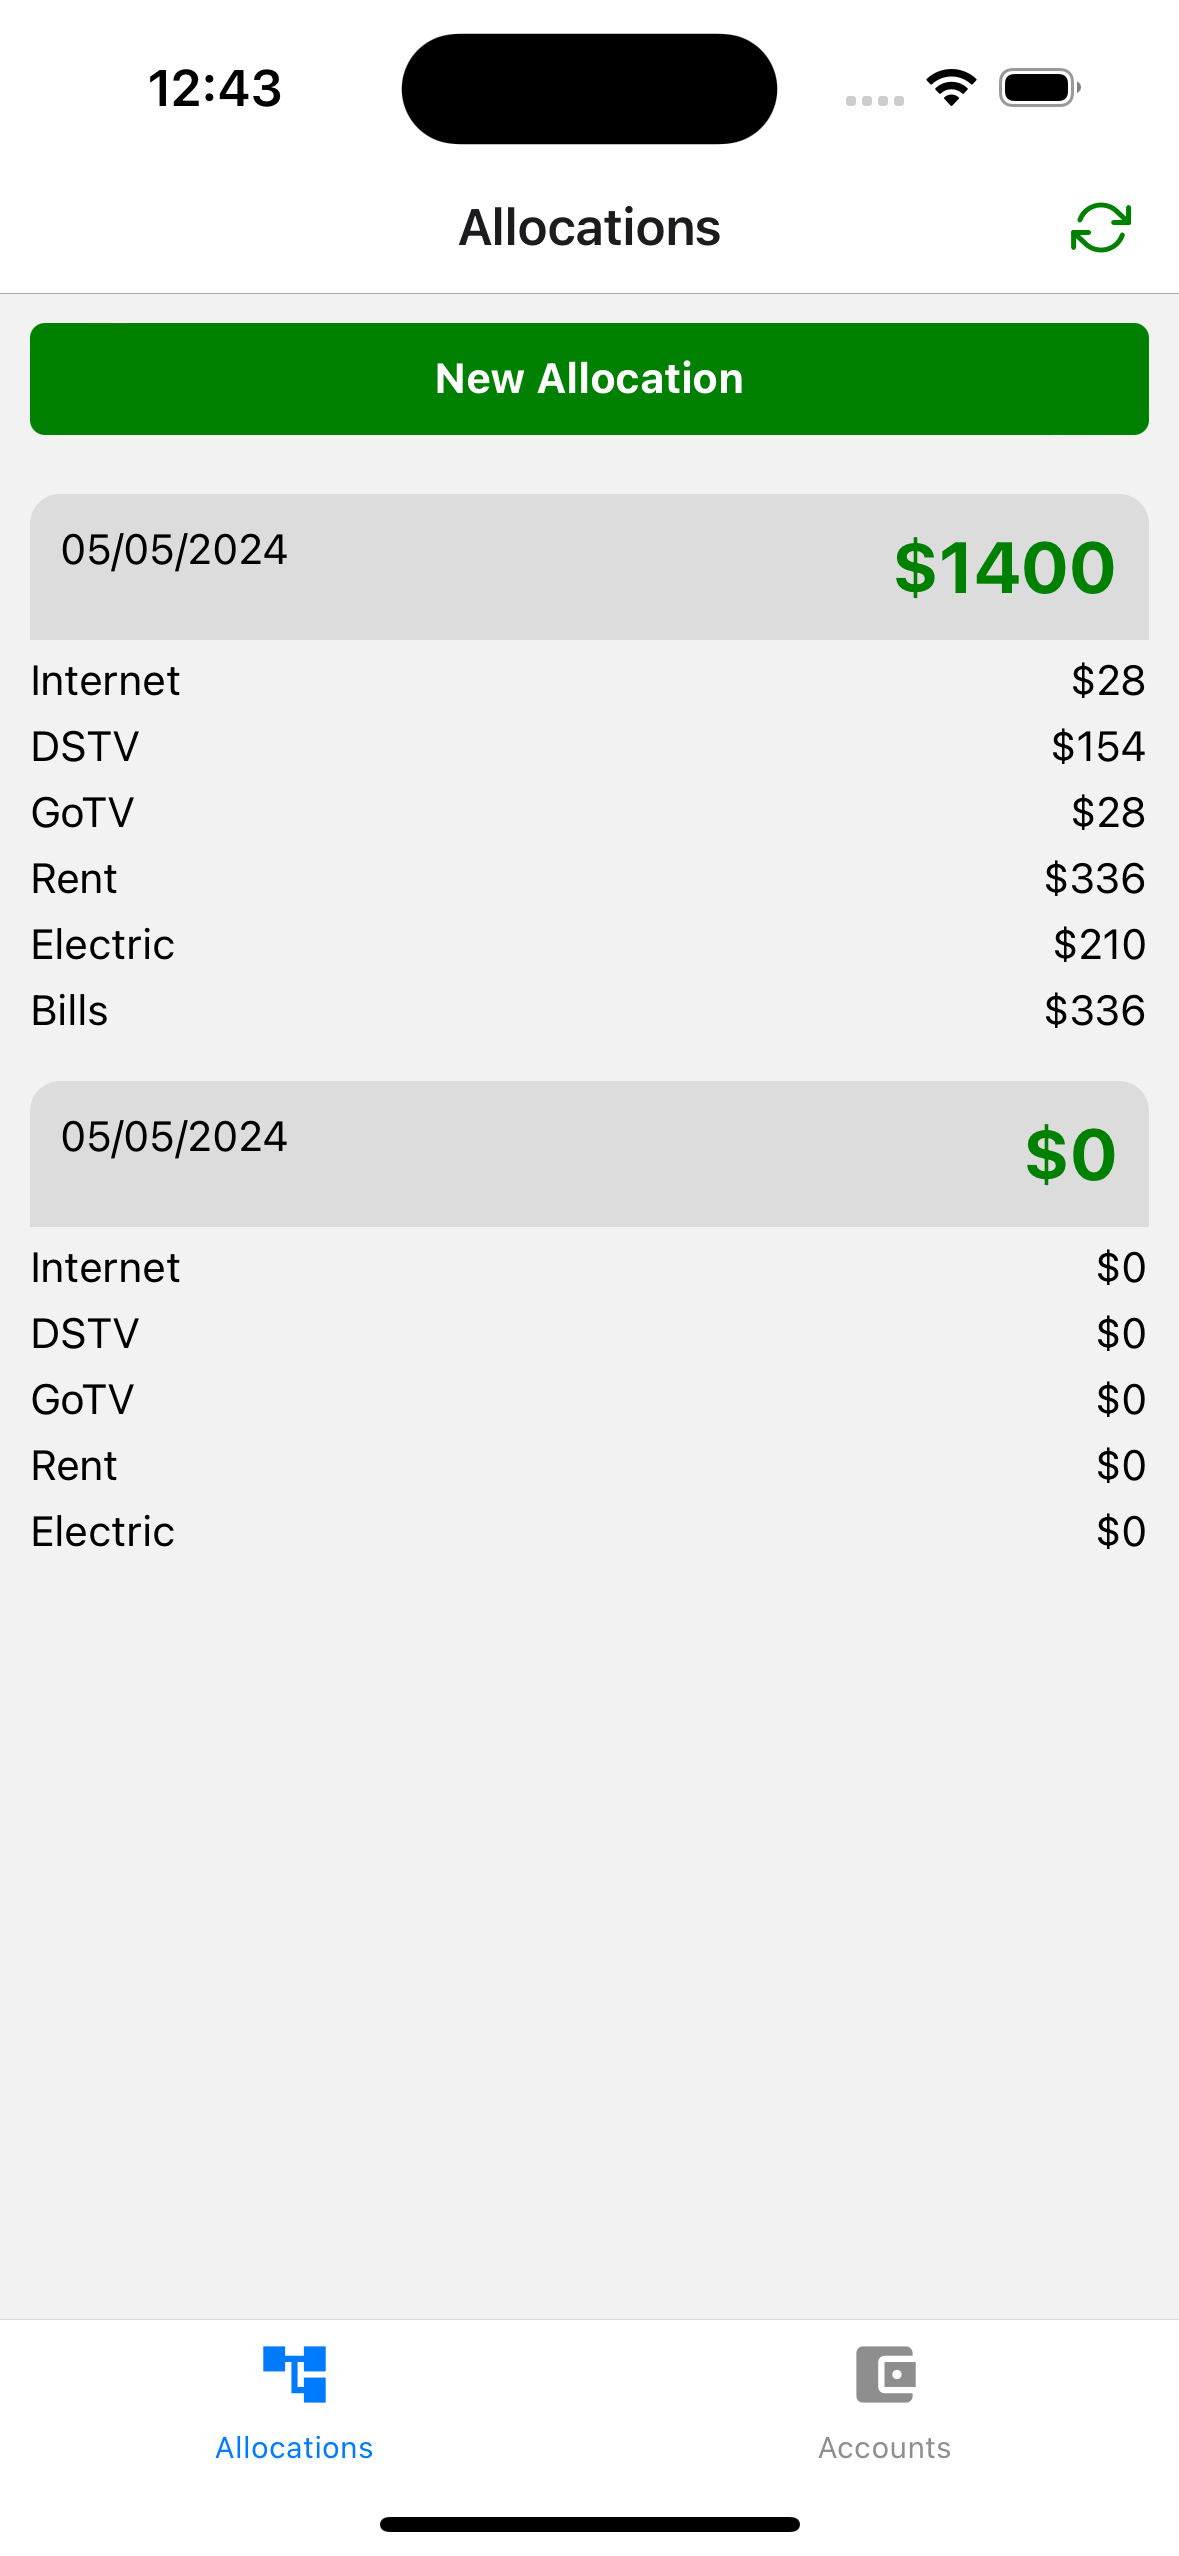 12:43
Allocations
New Allocation
05/05/2024 $1400
Internet $28
DSTV $154
GoTV $28
Rent $336
Electric $210
Bills $336
05/05/2024 $0
Internet $0
DSTV $0
GoTV $0
Rent $0
Electric $0
Allocations Accounts